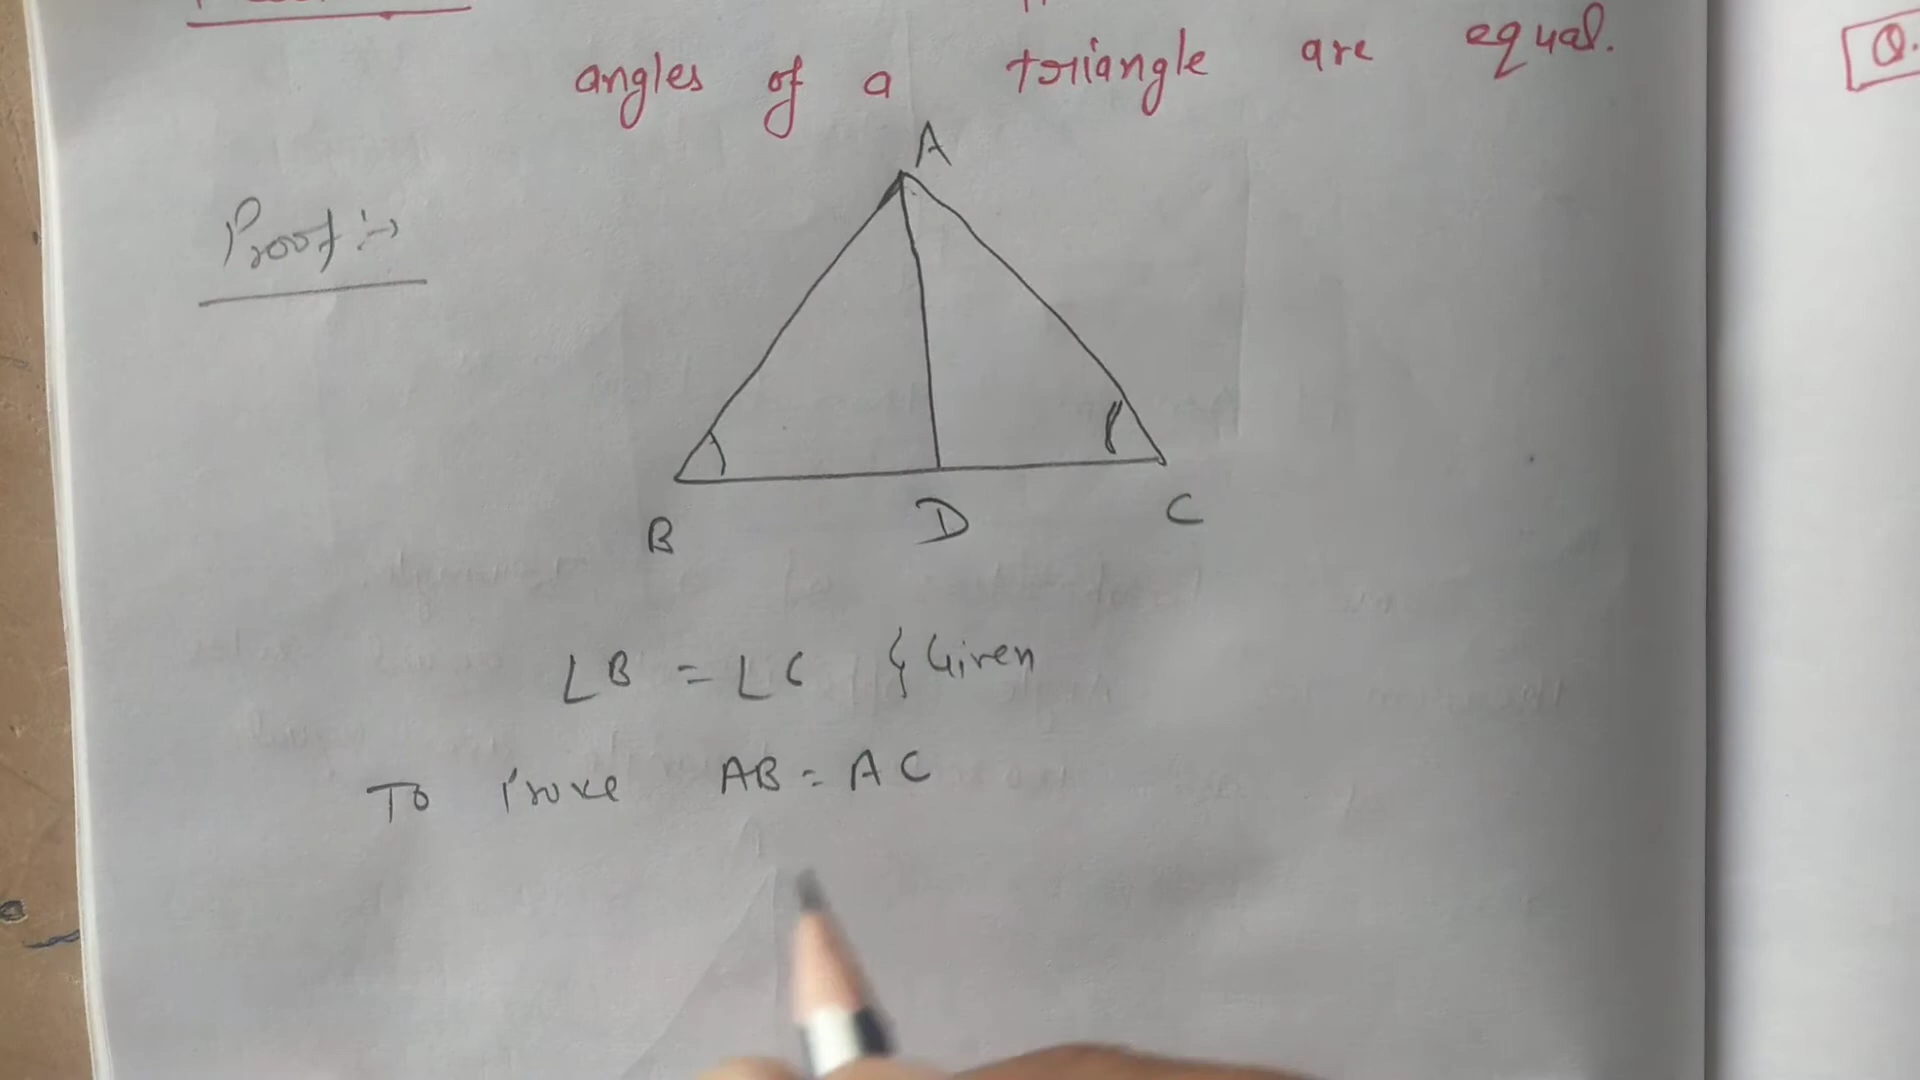 angles of a triangle are equal.
Q.
A
Proof :->
B D C
∠B = ∠C { Given
To Prove AB = AC